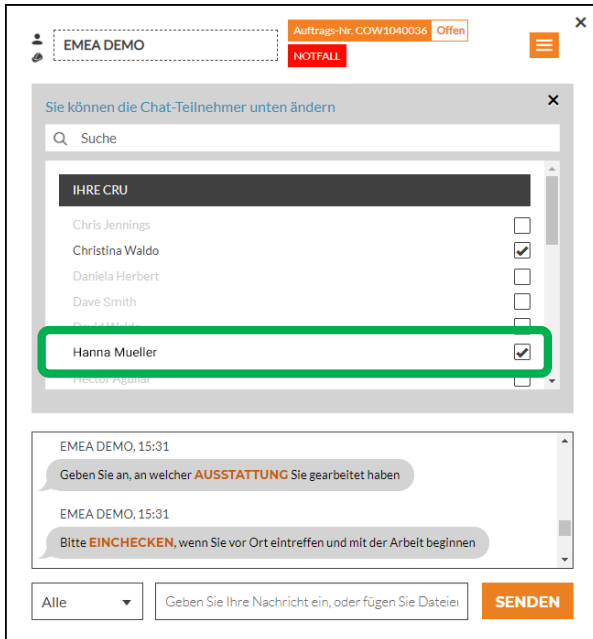 EMEA DEMO
Auftrags-Nr. COW1040036 Offen
NOTFALL
Sie können die Chat-Teilnehmer unten ändern
Suche
IHRE CRU
Chris Jennings
Christina Waldo
Daniela Herbert
Dave Smith
Hanna Mueller
Hector Aguilar
EMEA DEMO, 15:31
Geben Sie an, an welcher AUSSTATTUNG Sie gearbeitet haben
EMEA DEMO, 15:31
Bitte EINCHECKEN, wenn Sie vor Ort eintreffen und mit der Arbeit beginnen
Alle
Geben Sie Ihre Nachricht ein, oder fügen Sie Dateien
SENDEN